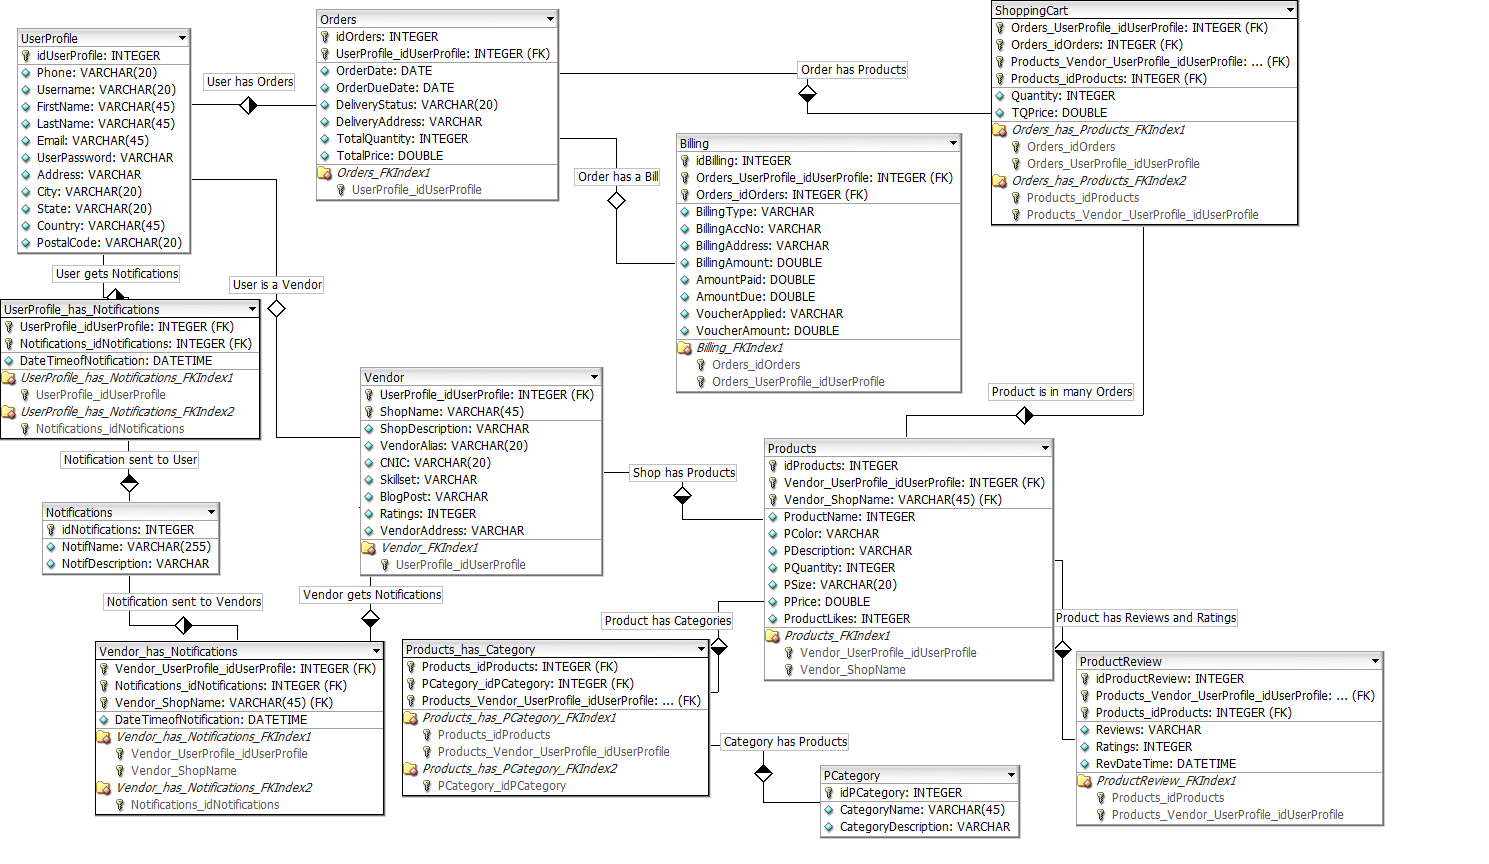 UserProfile
idUserProfile: INTEGER
Phone: VARCHAR(20)
Username: VARCHAR(20)
FirstName: VARCHAR(45)
LastName: VARCHAR(45)
Email: VARCHAR(45)
UserPassword: VARCHAR
Address: VARCHAR
City: VARCHAR(20)
State: VARCHAR(20)
Country: VARCHAR(45)
PostalCode: VARCHAR(20)
User has Orders
Orders
idOrders: INTEGER
UserProfile_idUserProfile: INTEGER (FK)
OrderDate: DATE
OrderDueDate: DATE
DeliveryStatus: VARCHAR(20)
DeliveryAddress: VARCHAR
TotalQuantity: INTEGER
TotalPrice: DOUBLE
Orders_FKIndex1
UserProfile_idUserProfile
Order has Products
ShoppingCart
Orders_UserProfile_idUserProfile: INTEGER (FK)
Orders_idOrders: INTEGER (FK)
Products_Vendor_UserProfile_idUserProfile: ... (FK)
Products_idProducts: INTEGER (FK)
Quantity: INTEGER
TQPrice: DOUBLE
Orders_has_Products_FKIndex1
Orders_idOrders
Orders_UserProfile_idUserProfile
Orders_has_Products_FKIndex2
Products_idProducts
Products_Vendor_UserProfile_idUserProfile
Order has a Bill
Billing
idBilling: INTEGER
Orders_UserProfile_idUserProfile: INTEGER (FK)
Orders_idOrders: INTEGER (FK)
BillingType: VARCHAR
BillingAccNo: VARCHAR
BillingAddress: VARCHAR
BillingAmount: DOUBLE
AmountPaid: DOUBLE
AmountDue: DOUBLE
VoucherApplied: VARCHAR
VoucherAmount: DOUBLE
Billing_FKIndex1
Orders_idOrders
Orders_UserProfile_idUserProfile
User gets Notifications
User is a Vendor
UserProfile_has_Notifications
UserProfile_idUserProfile: INTEGER (FK)
Notifications_idNotifications: INTEGER (FK)
DateTimeofNotification: DATETIME
UserProfile_has_Notifications_FKIndex1
UserProfile_idUserProfile
UserProfile_has_Notifications_FKIndex2
Notifications_idNotifications
Notification sent to User
Notifications
idNotifications: INTEGER
NotifName: VARCHAR(255)
NotifDescription: VARCHAR
Notification sent to Vendors
Vendor
UserProfile_idUserProfile: INTEGER (FK)
ShopName: VARCHAR(45)
ShopDescription: VARCHAR
VendorAlias: VARCHAR(20)
CNIC: VARCHAR(20)
Skillset: VARCHAR
BlogPost: VARCHAR
Ratings: INTEGER
VendorAddress: VARCHAR
Vendor_FKIndex1
UserProfile_idUserProfile
Vendor gets Notifications
Vendor_has_Notifications
Vendor_UserProfile_idUserProfile: INTEGER (FK)
Notifications_idNotifications: INTEGER (FK)
Vendor_ShopName: VARCHAR(45) (FK)
DateTimeofNotification: DATETIME
Vendor_has_Notifications_FKIndex1
Vendor_UserProfile_idUserProfile
Vendor_ShopName
Vendor_has_Notifications_FKIndex2
Notifications_idNotifications
Shop has Products
Product is in many Orders
Products
idProducts: INTEGER
Vendor_UserProfile_idUserProfile: INTEGER (FK)
Vendor_ShopName: VARCHAR(45) (FK)
ProductName: INTEGER
PColor: VARCHAR
PDescription: VARCHAR
PQuantity: INTEGER
PSize: VARCHAR(20)
PPrice: DOUBLE
ProductLikes: INTEGER
Products_FKIndex1
Vendor_UserProfile_idUserProfile
Vendor_ShopName
Product has Categories
Products_has_Category
Products_idProducts: INTEGER (FK)
PCategory_idPCategory: INTEGER (FK)
Products_Vendor_UserProfile_idUserProfile: ... (FK)
Products_has_PCategory_FKIndex1
Products_idProducts
Products_Vendor_UserProfile_idUserProfile
Products_has_PCategory_FKIndex2
PCategory_idPCategory
Category has Products
PCategory
idPCategory: INTEGER
CategoryName: VARCHAR(45)
CategoryDescription: VARCHAR
Product has Reviews and Ratings
ProductReview
idProductReview: INTEGER
Products_Vendor_UserProfile_idUserProfile: ... (FK)
Products_idProducts: INTEGER (FK)
Reviews: VARCHAR
Ratings: INTEGER
RevDateTime: DATETIME
ProductReview_FKIndex1
Products_idProducts
Products_Vendor_UserProfile_idUserProfile